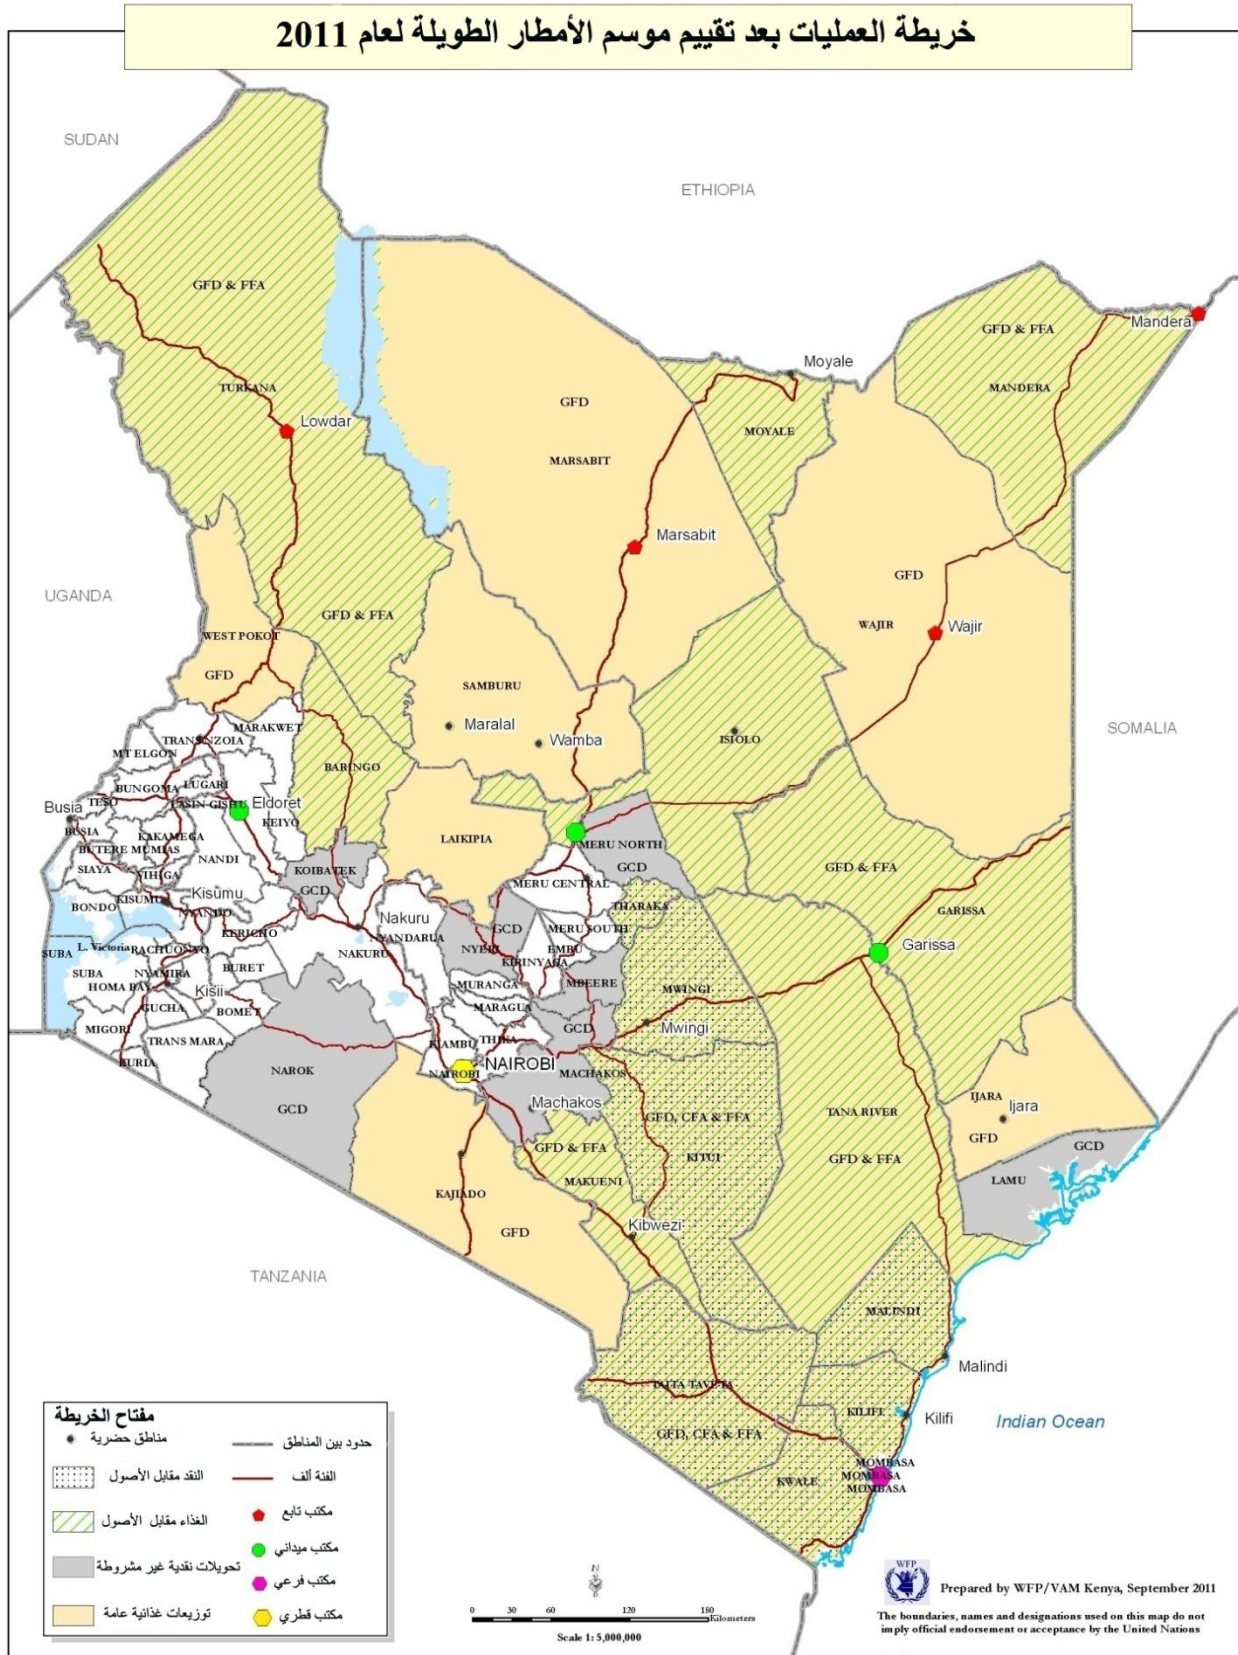 خريطة العمليات بعد تقييم موسم الأمطار الطويلة لعام 2011
SUDAN
ETHIOPIA
GFD & FFA
GFD & FFA
Mandera
MANDERA
Moyale
TURKANA
GFD
Lowdar
MOYALE
MARSABIT
Marsabit
GFD
UGANDA
GFD & FFA
WAJIR
Wajir
WEST POKOT
GFD
SAMBURU
Maralal
Wamba
ISIOLO
SOMALIA
MARAKWET
TRANS NZOIA
MT ELGON
BARINGO
BUNGOMA
LUGARI
TESO
UASIN GISHU
Eldoret
Busia
KEIYO
BUSIA
KAKAMEGA
LAIKIPIA
MERU NORTH
BUTERE MUMIAS
NANDI
SIAYA
VIHIGA
KOIBATEK
GCD
GCD
GFD & FFA
MERU CENTRAL
Kisumu
KISUMU
BONDO
NYANDO
THARAKA
GARISSA
Nakuru
GCD
MERU SOUTH
KERICHO
NYANDARUA
L. Victoria
RACHUONYO
SUBA
NAKURU
NYERI
EMBU
Garissa
KIRINYAGA
SUBA
NYAMIRA
BURET
HOMA BAY
MURANGA
MBEERE
MWINGI
Kisii
GUCHA
BOMET
MARAGUA
MIGORI
GCD
Mwingi
TRANS MARA
KIAMBU
THIKA
KURIA
NAROK
NAIROBI
NAIROBI
MACHAKOS
GCD
Machakos
GFD, CFA & FFA
TANA RIVER
IJARA
Ijara
GFD
GCD
GFD & FFA
KITUI
GFD & FFA
LAMU
MAKUENI
KAJIADO
GFD
Kibwezi
TANZANIA
MALINDI
Malindi
TAITA TAVETA
KILIFI
Kilifi
Indian Ocean
GFD, CFA & FFA
MOMBASA
MOMBASA
MOMBASA
KWALE
مفتاح الخريطة
مناطق حضرية
حدود بين المناطق
النقد مقابل الأصول
الفئة ألف
الغذاء مقابل الأصول
مكتب تابع
مكتب ميداني
تحويلات نقدية غير مشروطة
مكتب فرعي
توزيعات غذائية عامة
مكتب قطري
N
0 30 60 120 180
Kilometers
Scale 1: 5,000,000
WFP
Prepared by WFP/VAM Kenya, September 2011
The boundaries, names and designations used on this map do not
imply official endorsement or acceptance by the United Nations